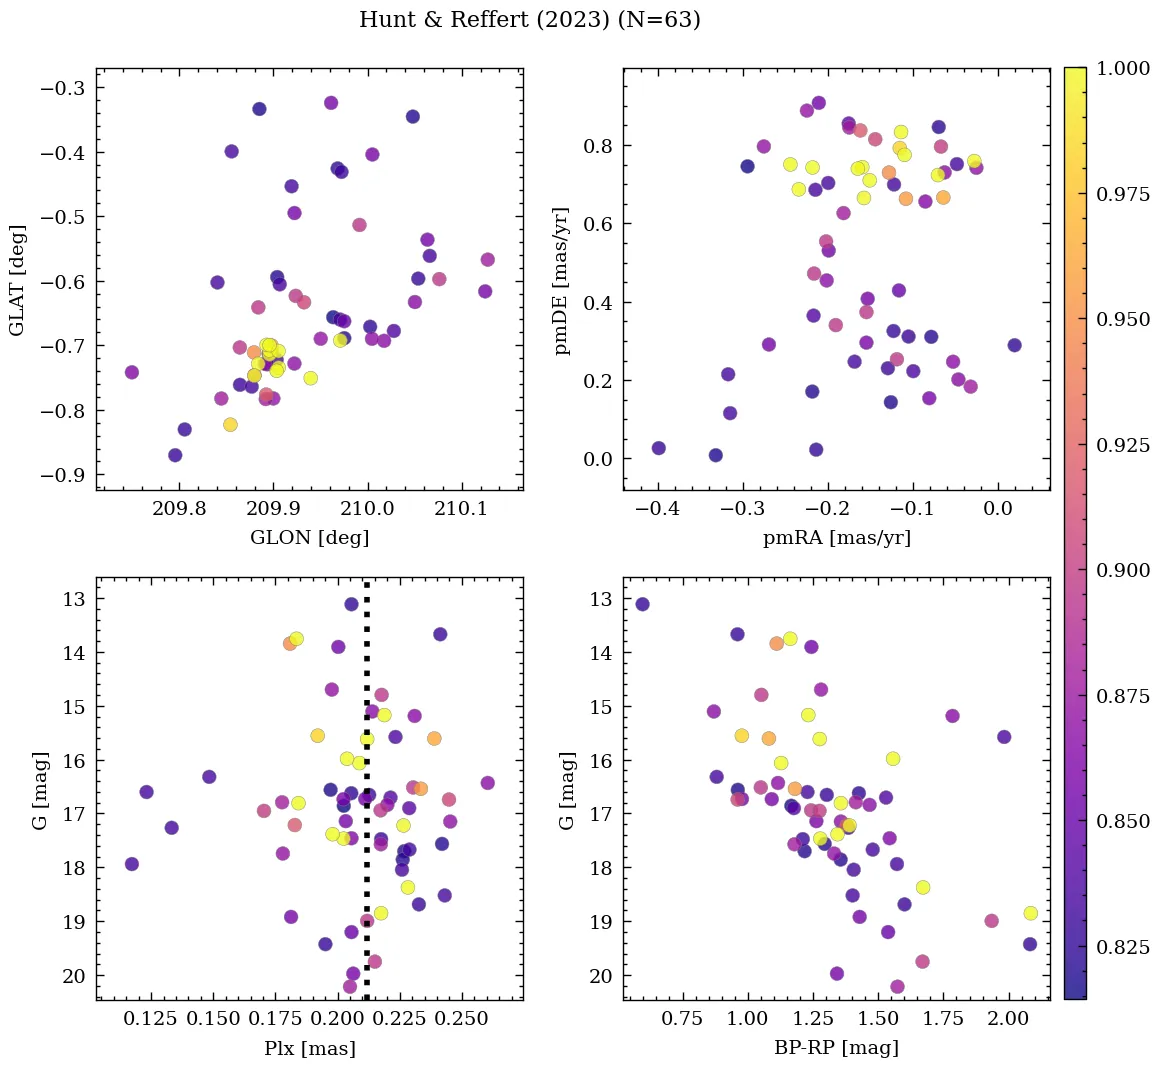 Hunt & Reffert (2023) (N=63)
−0.3
−0.4
−0.5
−0.6
−0.7
−0.8
−0.9
GLAT [deg]
209.8 209.9 210.0 210.1
GLON [deg]
0.8
0.6
0.4
0.2
0.0
pmDE [mas/yr]
−0.4 −0.3 −0.2 −0.1 0.0
pmRA [mas/yr]
13
14
15
16
17
18
19
20
G [mag]
0.125 0.150 0.175 0.200 0.225 0.250
Plx [mas]
13
14
15
16
17
18
19
20
G [mag]
0.75 1.00 1.25 1.50 1.75 2.00
BP-RP [mag]
1.000
0.975
0.950
0.925
0.900
0.875
0.850
0.825